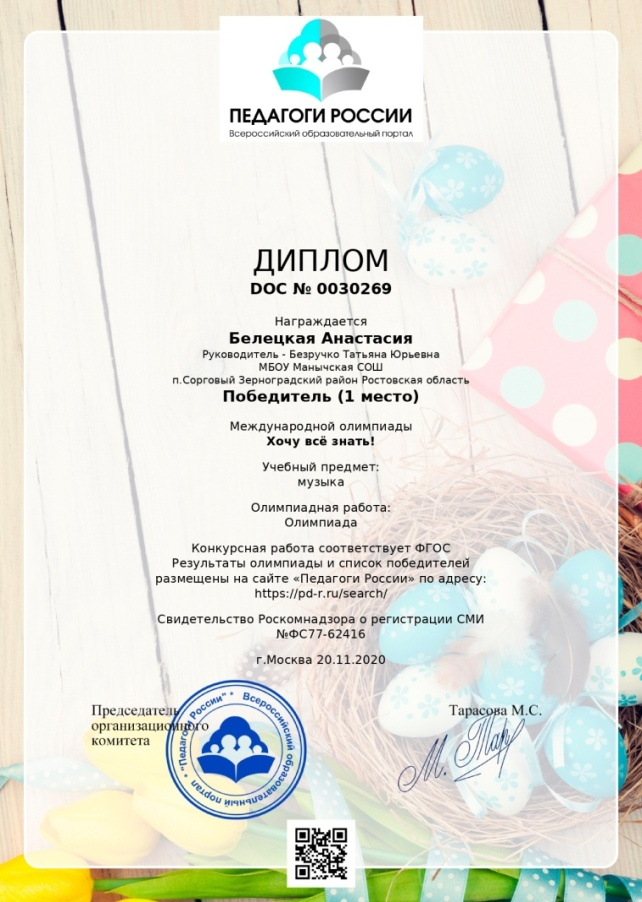 ПЕДАГОГИ РОССИИ
Всероссийский образовательный портал
ДИПЛОМ
DOC № 0030269
Награждается
Белецкая Анастасия
Руководитель - Безручко Татьяна Юрьевна
МБОУ Манычская СОШ
п.Сорговый Зерноградский район Ростовская область
Победитель (1 место)
Международной олимпиады
Хочу всё знать!
Учебный предмет:
музыка
Олимпиадная работа:
Олимпиада
Конкурсная работа соответствует ФГОС
Результаты олимпиады и список победителей
размещены на сайте «Педагоги России» по адресу:
https://pd-r.ru/search/
Свидетельство Роскомнадзора о регистрации СМИ
№ФС77-62416
г.Москва 20.11.2020
Председатель
организационного
комитета
"Педагоги России" * Всероссийский образовательный портал *
Тарасова М.С.
М. Тар